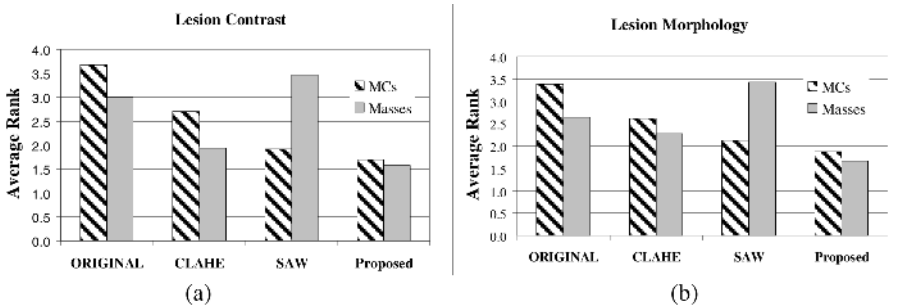 Lesion Contrast
Average Rank
4.0
3.5
3.0
2.5
2.0
1.5
1.0
0.5
0.0
MCs
Masses
ORIGINAL CLAHE SAW Proposed
(a)
Lesion Morphology
Average Rank
4.0
3.5
3.0
2.5
2.0
1.5
1.0
0.5
0.0
MCs
Masses
ORIGINAL CLAHE SAW Proposed
(b)